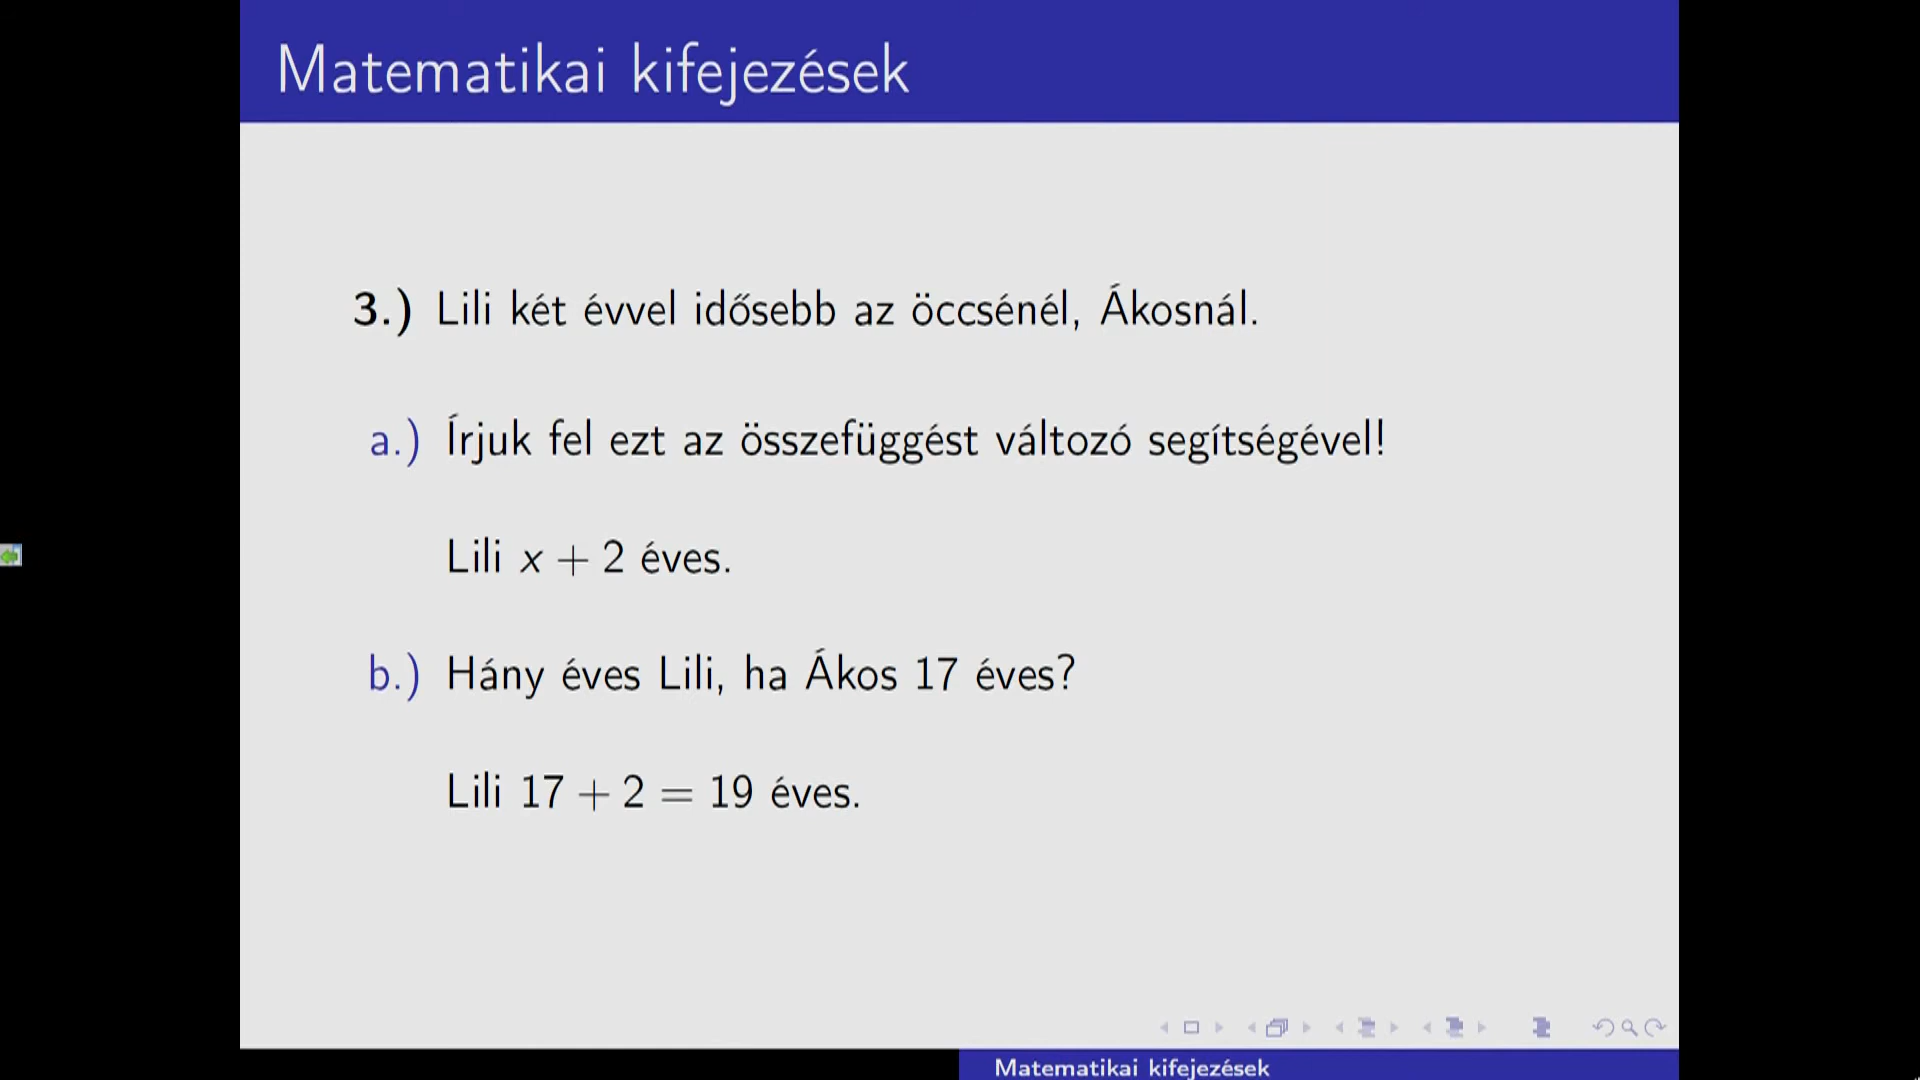 Matematikai kifejezések
3.) Lili két évvel idősebb az öccsénél, Ákosnál.
a.) Írjuk fel ezt az összefüggést változó segítségével!
Lili x + 2 éves.
b.) Hány éves Lili, ha Ákos 17 éves?
Lili 17 + 2 = 19 éves.
Matematikai kifejezések